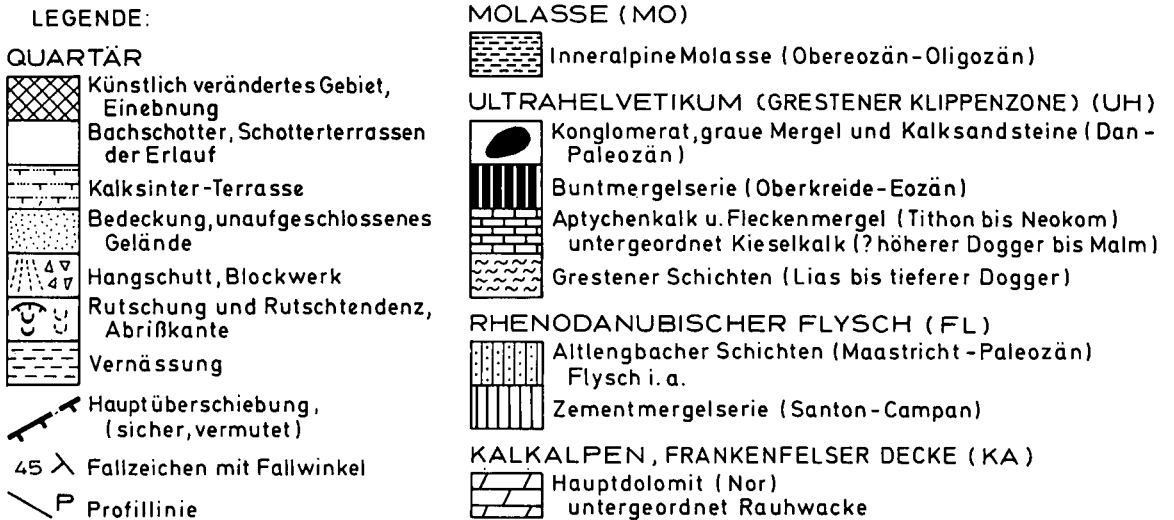 LEGENDE:
QUARTÄR
Künstlich verändertes Gebiet,
Einebnung
Bachschotter, Schotterterrassen
der Erlauf
Kalksinter-Terrasse
Bedeckung, unaufgeschlossenes
Gelände
Hangschutt, Blockwerk
Rutschung und Rutschtendenz,
Abrißkante
Vernässung
Hauptüberschiebung,
(sicher, vermutet)
45 Fallzeichen mit Fallwinkel
P Profillinie
MOLASSE (MO)
Inneralpine Molasse (Obereozän-Oligozän)
ULTRAHELVETIKUM (GRESTENER KLIPPENZONE) (UH)
Konglomerat, graue Mergel und Kalksandsteine (Dan-
Paleozän)
Buntmergelserie (Oberkreide-Eozän)
Aptychenkalk u. Fleckenmergel (Tithon bis Neokom)
untergeordnet Kieselkalk (? höherer Dogger bis Malm)
Grestener Schichten (Lias bis tieferer Dogger)
RHENODANUBISCHER FLYSCH (FL)
Altlengbacher Schichten (Maastricht-Paleozän)
Flysch i. a.
Zementmergelserie (Santon-Campan)
KALKALPEN, FRANKENFELSER DECKE (KA)
Hauptdolomit (Nor)
untergeordnet Rauhwacke